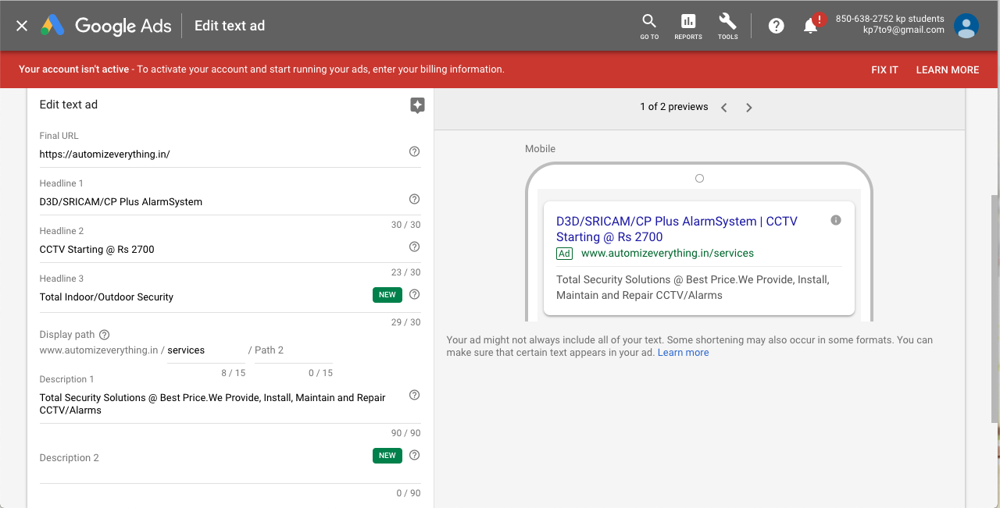 Google Ads
Edit text ad
GO TO
REPORTS
TOOLS
850-638-2752 kp students
kp7to9@gmail.com
Your account isn't active - To activate your account and start running your ads, enter your billing information.
FIX IT
LEARN MORE
Edit text ad
Final URL
https://automizeverything.in/
Headline 1
D3D/SRICAM/CP Plus AlarmSystem
30 / 30
Headline 2
CCTV Starting @ Rs 2700
23 / 30
Headline 3
Total Indoor/Outdoor Security
NEW
29 / 30
Display path
www.automizeverything.in / services / Path 2
8 / 15
0 / 15
Description 1
Total Security Solutions @ Best Price.We Provide, Install, Maintain and Repair
CCTV/Alarms
90 / 90
Description 2
NEW
0 / 90
1 of 2 previews
Mobile
D3D/SRICAM/CP Plus AlarmSystem | CCTV
Starting @ Rs 2700
Ad www.automizeverything.in/services
Total Security Solutions @ Best Price.We Provide, Install,
Maintain and Repair CCTV/Alarms
Your ad might not always include all of your text. Some shortening may also occur in some formats. You can
make sure that certain text appears in your ad. Learn more